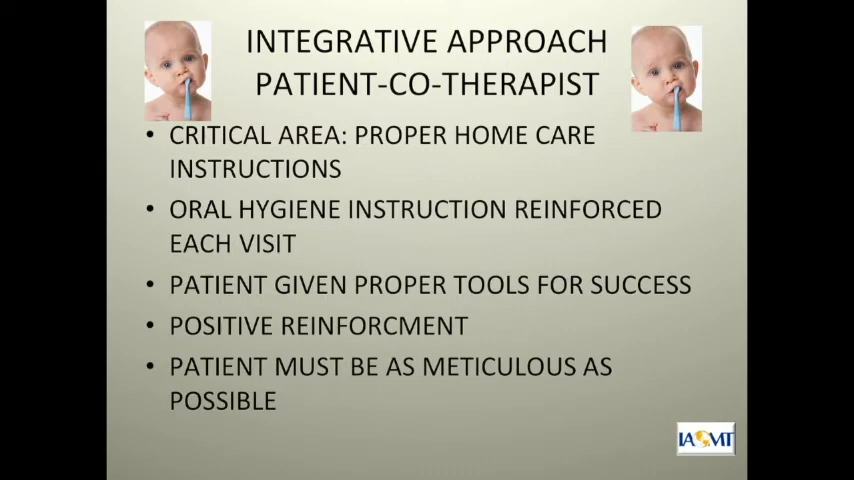 INTEGRATIVE APPROACH
PATIENT-CO-THERAPIST
• CRITICAL AREA: PROPER HOME CARE
INSTRUCTIONS
• ORAL HYGIENE INSTRUCTION REINFORCED
EACH VISIT
• PATIENT GIVEN PROPER TOOLS FOR SUCCESS
• POSITIVE REINFORCMENT
• PATIENT MUST BE AS METICULOUS AS
POSSIBLE
IAOMT